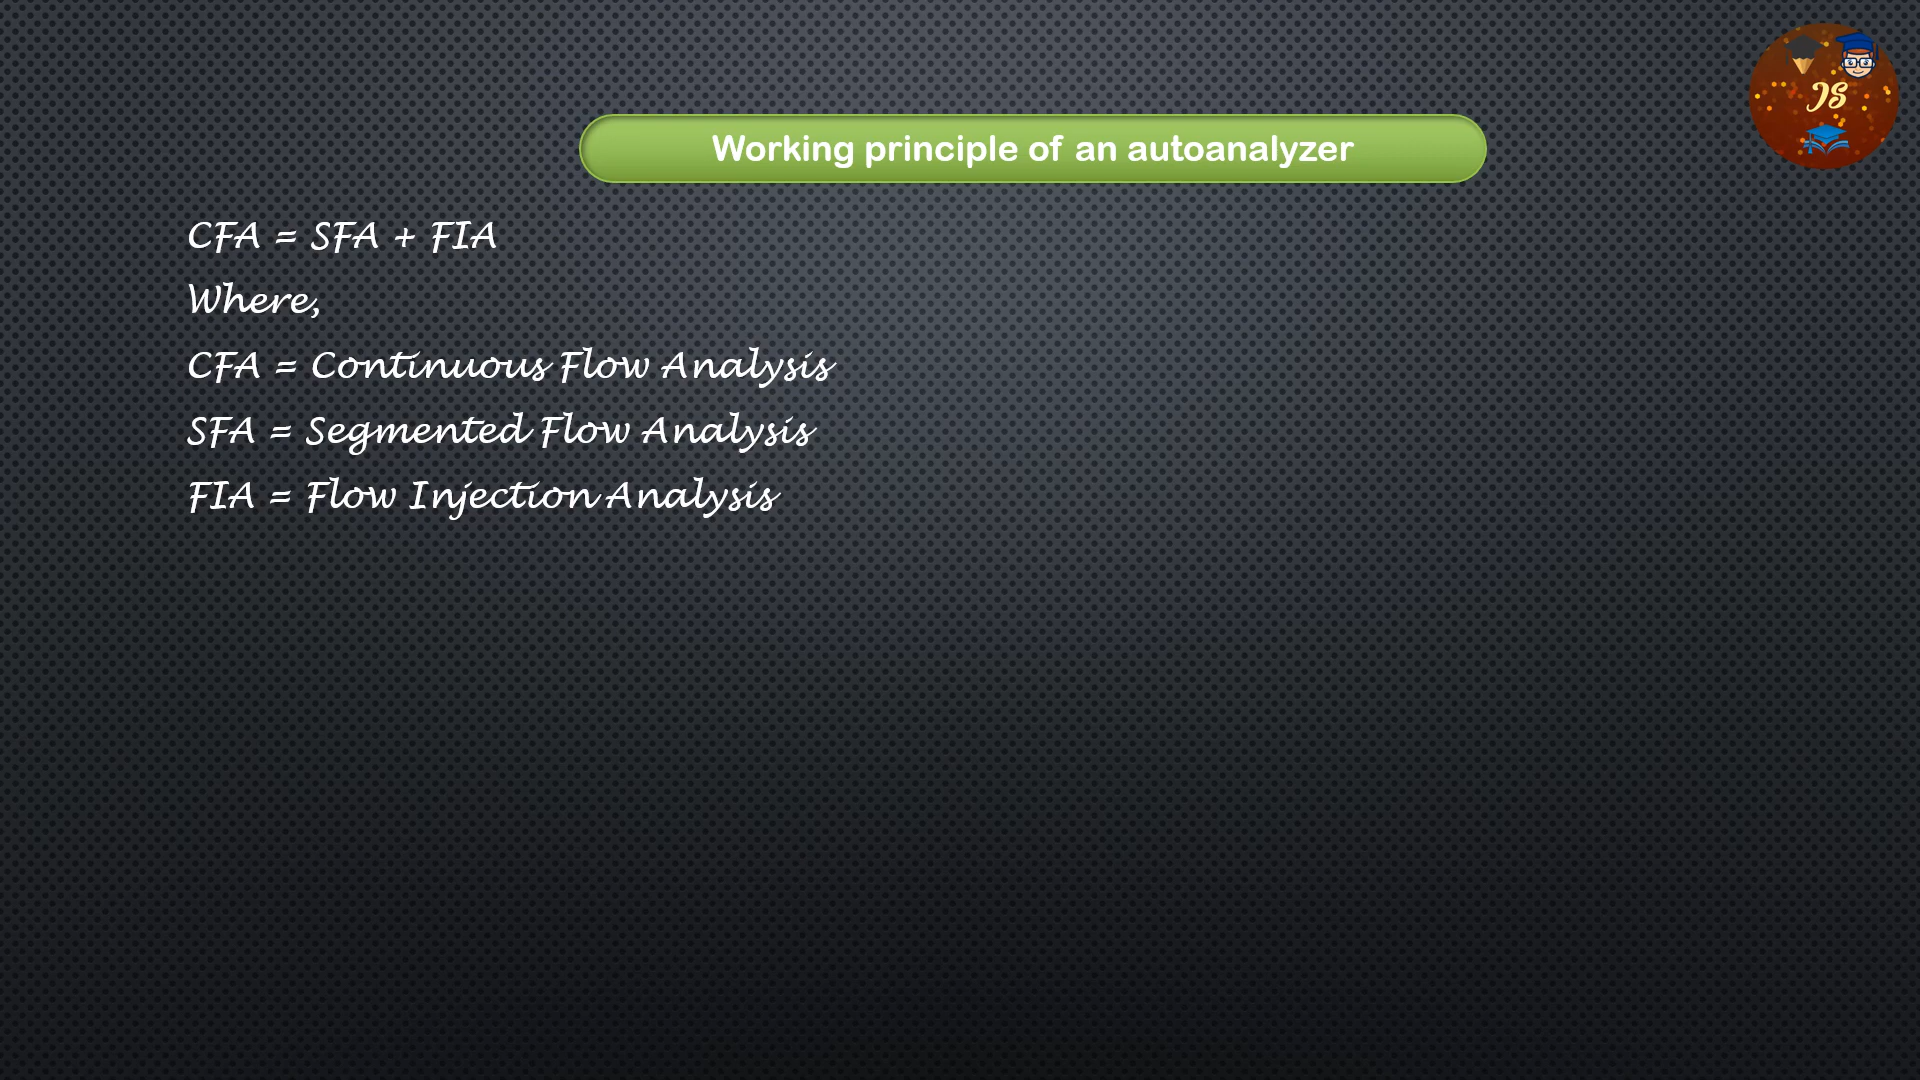 JS
Working principle of an autoanalyzer
CFA = SFA + FIA
Where,
CFA = Continuous Flow Analysis
SFA = Segmented Flow Analysis
FIA = Flow Injection Analysis